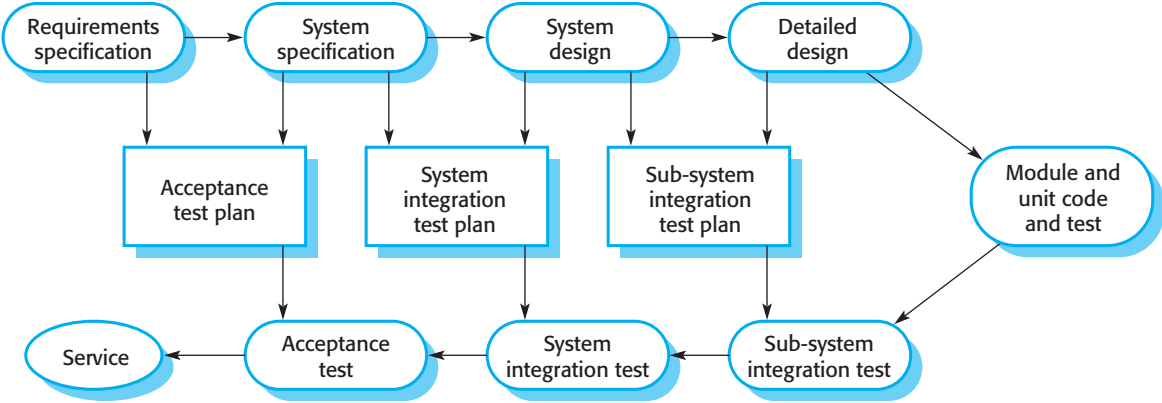 Requirements
specification
System
specification
System
design
Detailed
design
Acceptance
test plan
System
integration
test plan
Sub-system
integration
test plan
Module and
unit code
and test
Service
Acceptance
test
System
integration test
Sub-system
integration test